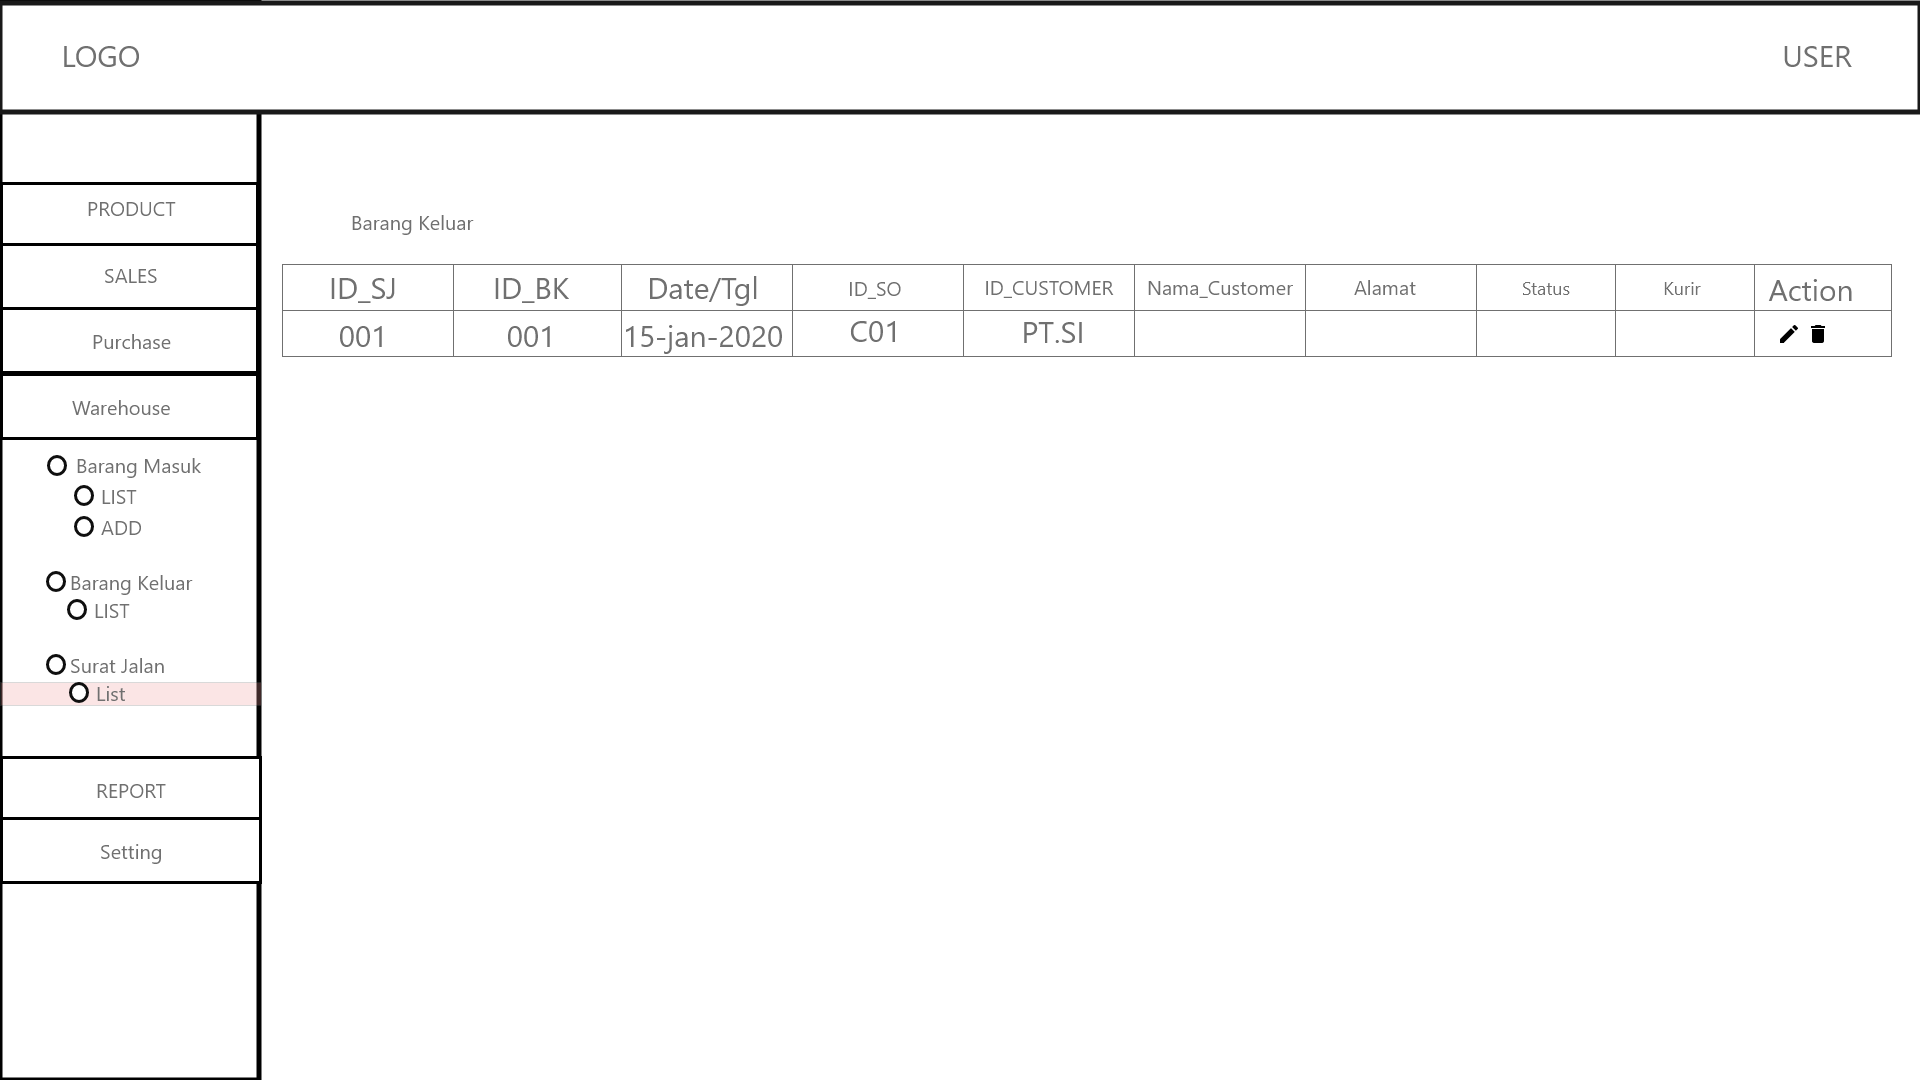 LOGO
USER
PRODUCT
SALES
Purchase
Warehouse
Barang Masuk
LIST
ADD
Barang Keluar
LIST
Surat Jalan
List
REPORT
Setting
Barang Keluar
ID_SJ ID_BK Date/Tgl ID_SO ID_CUSTOMER Nama_Customer Alamat Status Kurir Action
001 001 15-jan-2020 C01 PT.SI